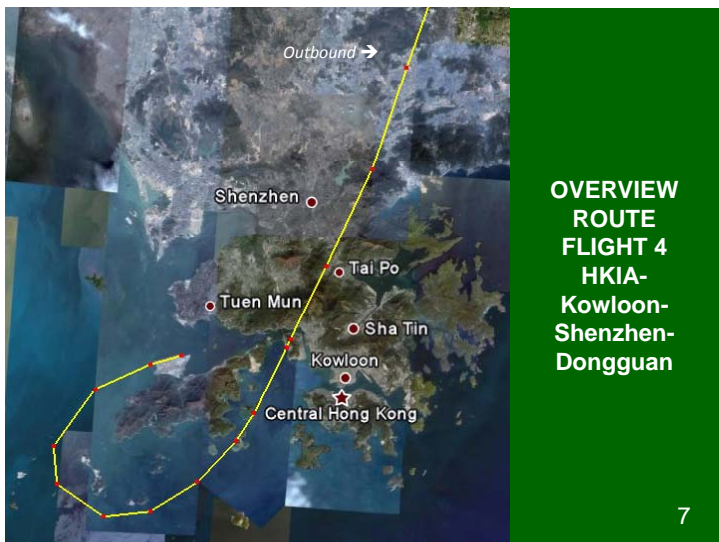 Outbound →
Shenzhen
Tai Po
Tuen Mun
Sha Tin
Kowloon
Central Hong Kong
OVERVIEW
ROUTE
FLIGHT 4
HKIA-
Kowloon-
Shenzhen-
Dongguan
7